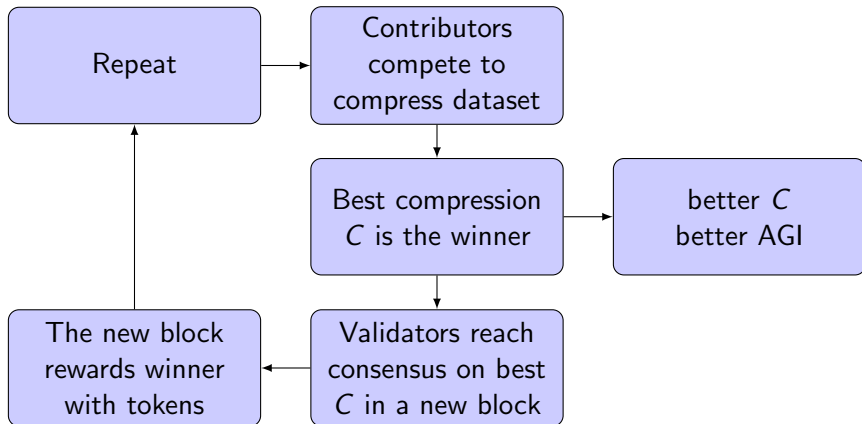 Repeat
Contributors
compete to
compress dataset
Best compression
C is the winner
better C
better AGI
The new block
rewards winner
with tokens
Validators reach
consensus on best
C in a new block